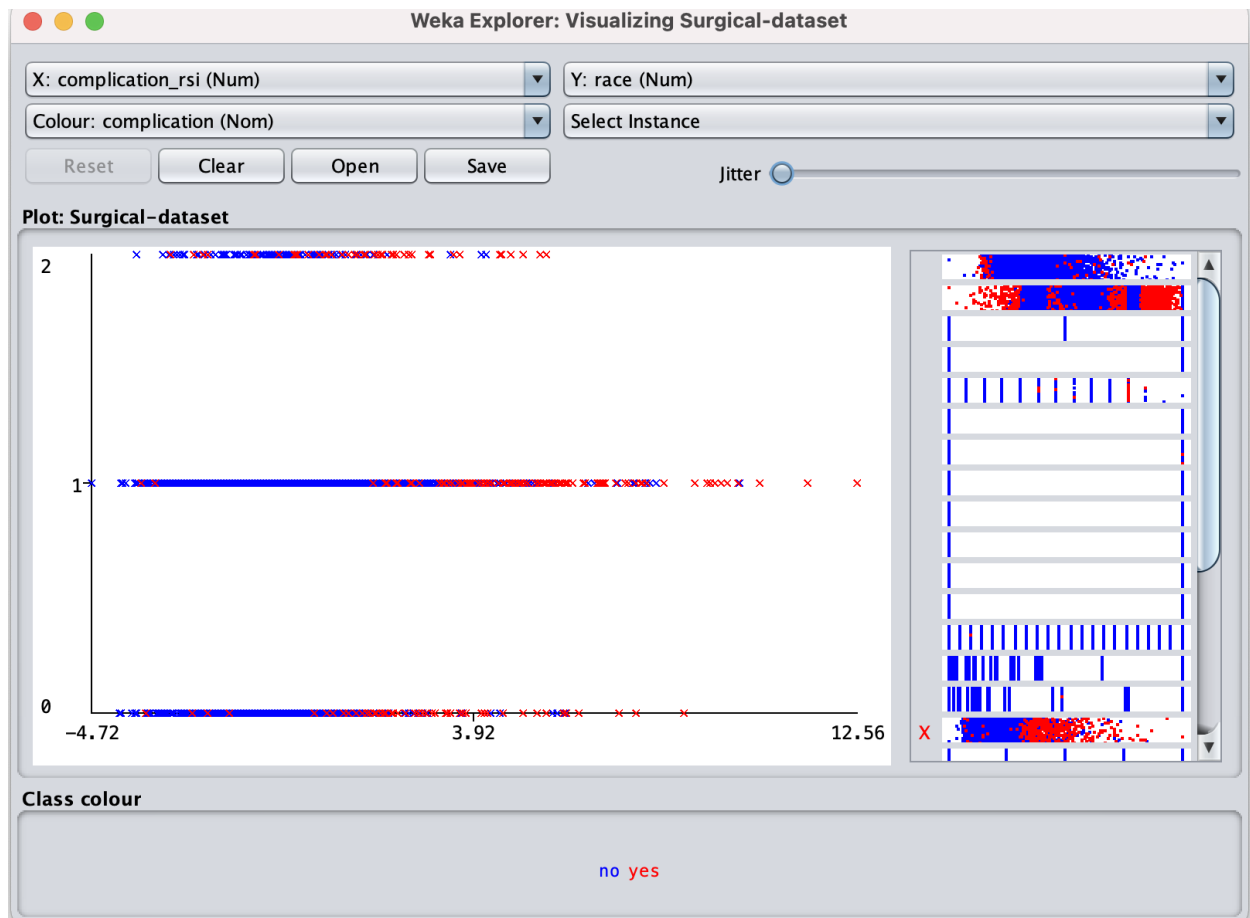 Weka Explorer: Visualizing Surgical-dataset
X: complication_rsi (Num)
Y: race (Num)
Colour: complication (Nom)
Select Instance
Reset Clear Open Save
Jitter
Plot: Surgical-dataset
2
1
0
-4.72 3.92 12.56
X
Class colour
no yes